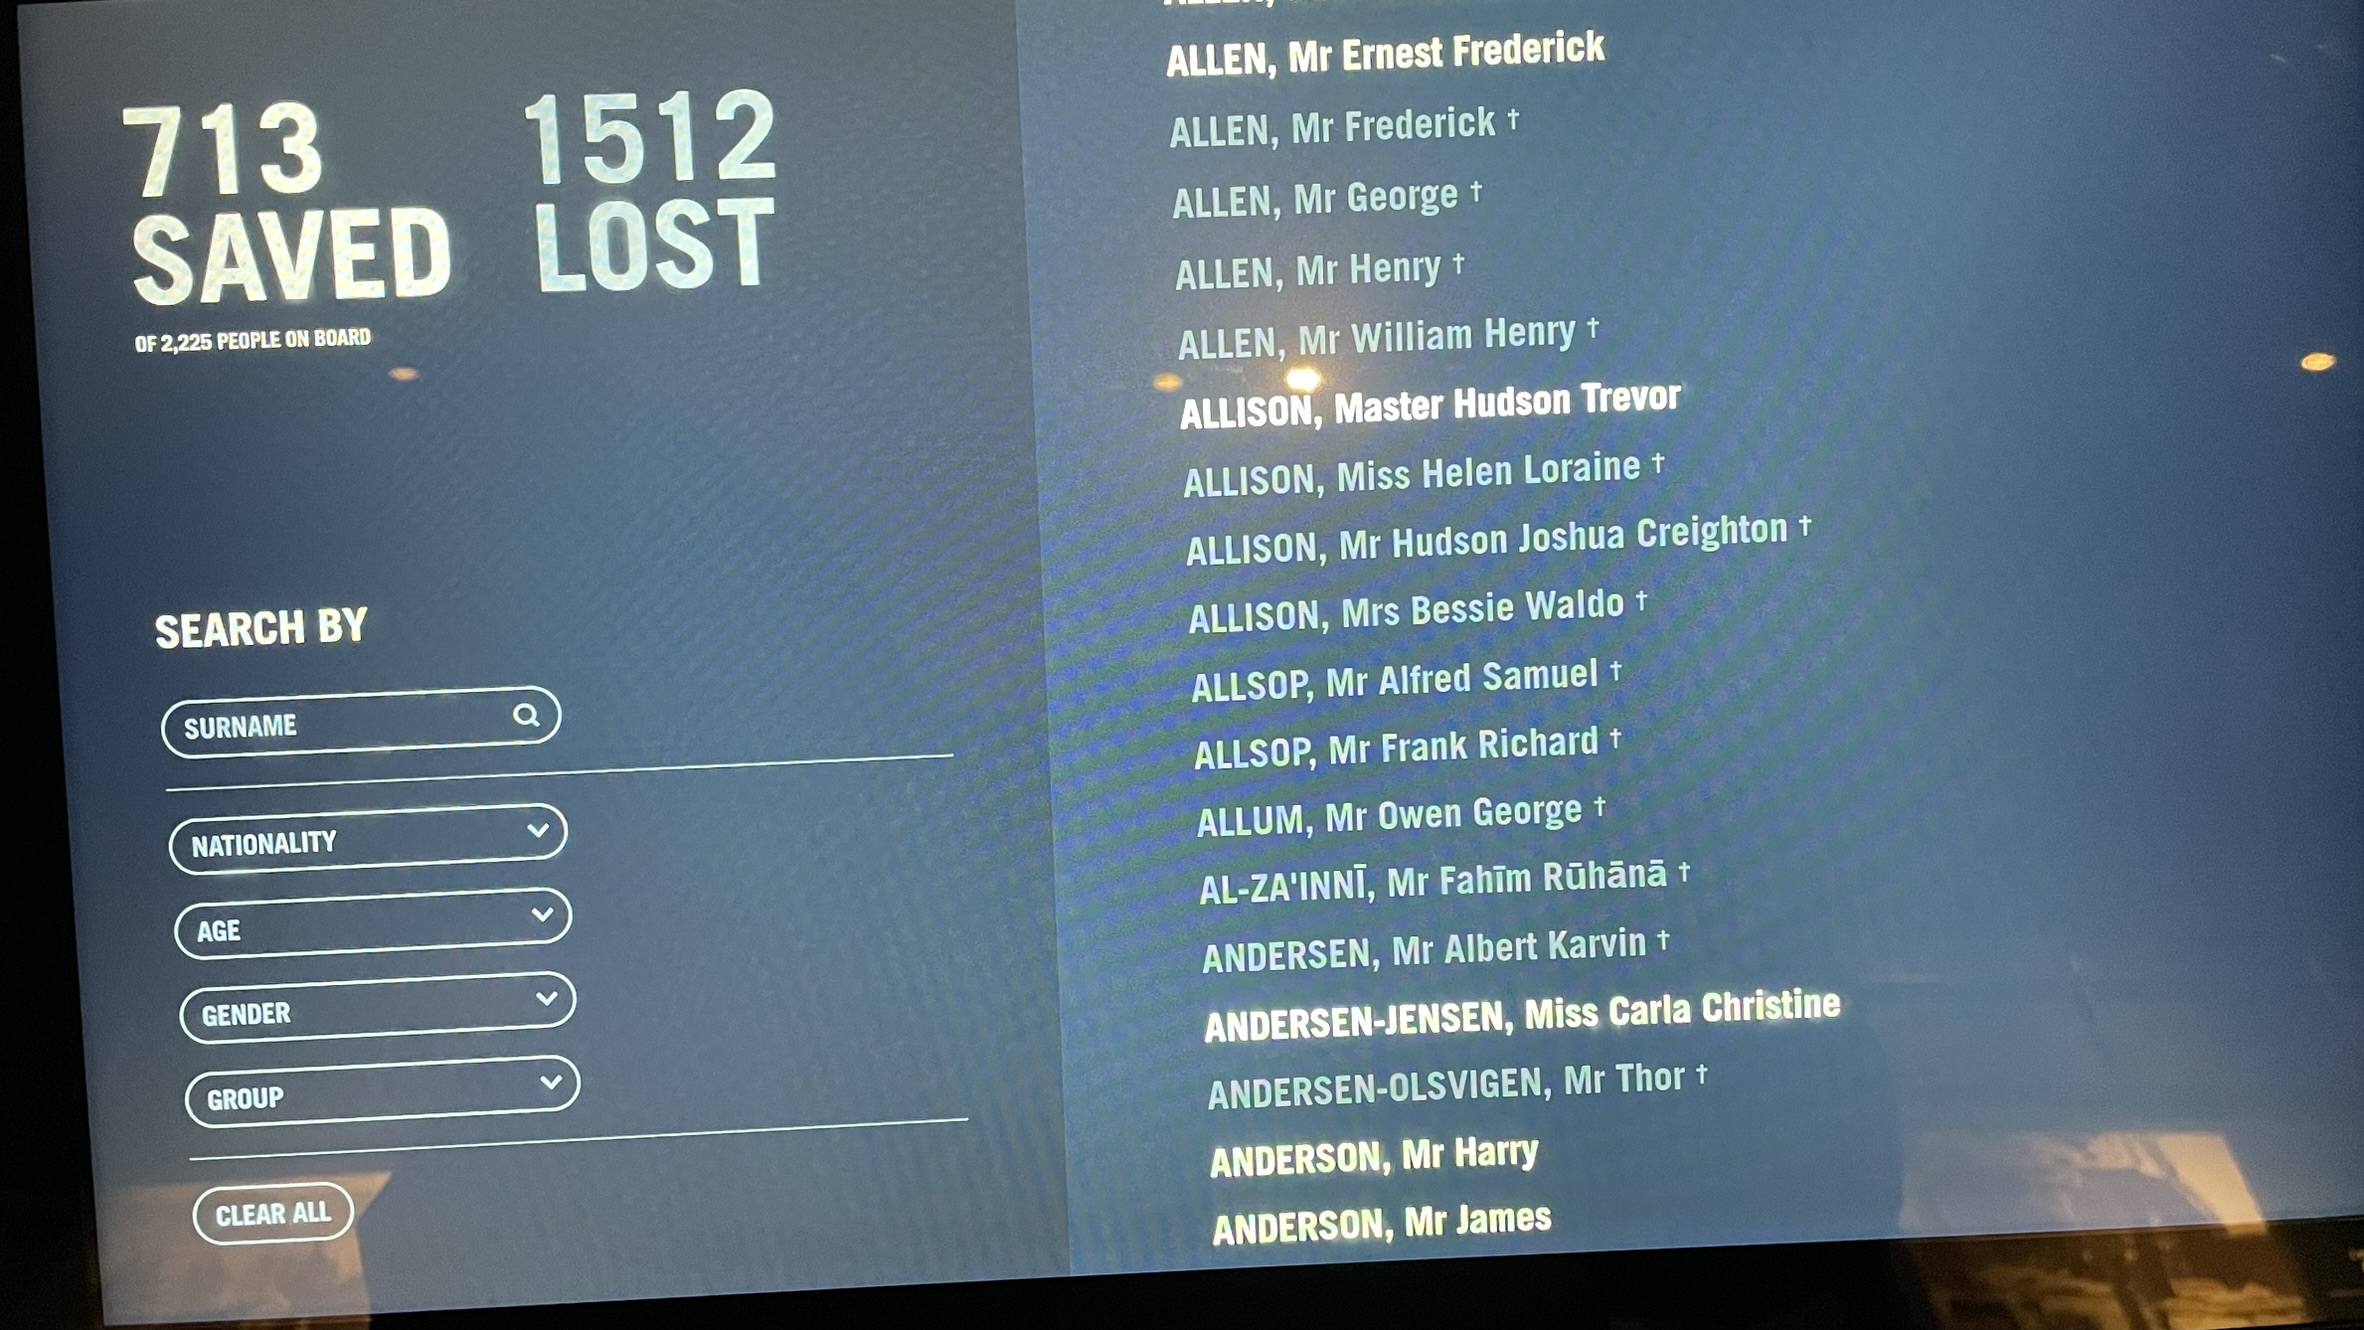 713
SAVED
1512
LOST
OF 2,225 PEOPLE ON BOARD
SEARCH BY
SURNAME
NATIONALITY
AGE
GENDER
GROUP
CLEAR ALL
ALLEN, Mr Ernest Frederick
ALLEN, Mr Frederick †
ALLEN, Mr George †
ALLEN, Mr Henry †
ALLEN, Mr William Henry †
ALLISON, Master Hudson Trevor
ALLISON, Miss Helen Loraine †
ALLISON, Mr Hudson Joshua Creighton †
ALLISON, Mrs Bessie Waldo †
ALLSOP, Mr Alfred Samuel †
ALLSOP, Mr Frank Richard †
ALLUM, Mr Owen George †
AL-ZA'INNĪ, Mr Fahīm Rūhānā †
ANDERSEN, Mr Albert Karvin †
ANDERSEN-JENSEN, Miss Carla Christine
ANDERSEN-OLSVIGEN, Mr Thor †
ANDERSON, Mr Harry
ANDERSON, Mr James